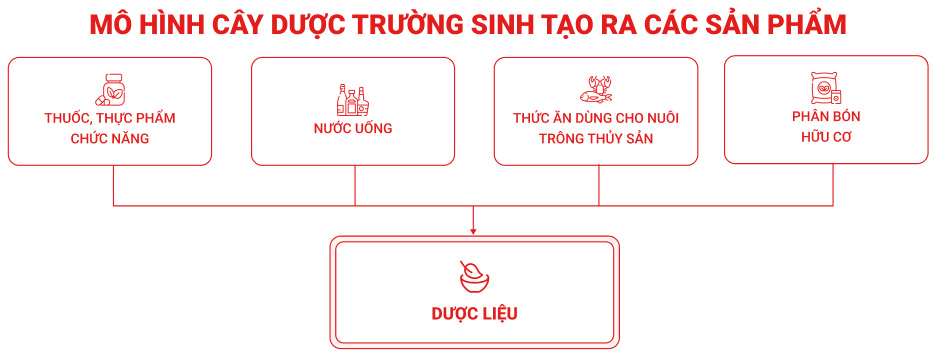 MÔ HÌNH CÂY DƯỢC TRƯỜNG SINH TẠO RA CÁC SẢN PHẨM
THUỐC, THỰC PHẨM
CHỨC NĂNG
NƯỚC UỐNG
THỨC ĂN DÙNG CHO NUÔI
TRÔNG THỦY SẢN
PHÂN BÓN
HỮU CƠ
DƯỢC LIỆU